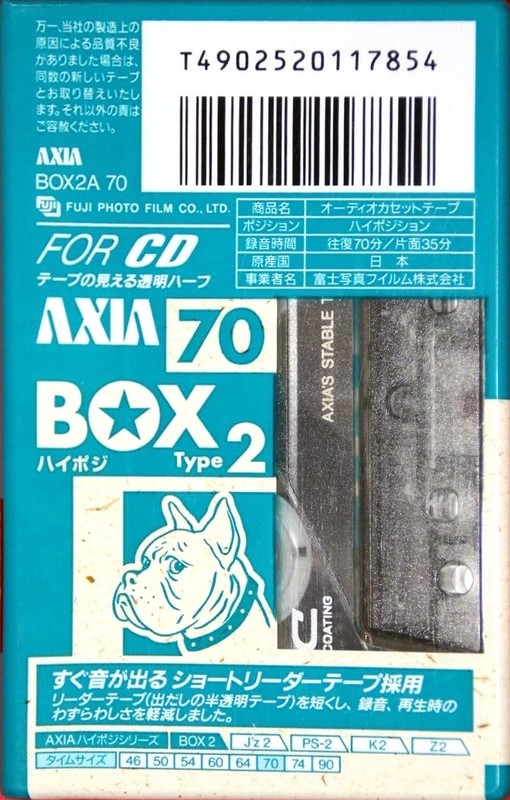 万一、当社の製造上の
原因による品質不良
がありました場合は、
同数の新しいテープ
とお取り替えいたし
ます。それ以外の責は
ご容赦ください。
T4902520117854
AXIA
BOX2A 70
FUJI FUJI PHOTO FILM CO., LTD.
商品名 オーディオカセットテープ
ポジション ハイポジション
録音時間 往復70分/片面35分
原産国 日本
事業者名 富士写真フイルム株式会社
FOR CD
テープの見える透明ハーフ
AXIA 70
BOX
ハイポジ Type 2
AXIA'S STABLE T
COATING
すぐ音が出る ショートリーダーテープ採用
リーダーテープ(出だしの半透明テープ)を短くし、録音、再生時の
わずらわしさを軽減しました。
AXIAハイポジシリーズ BOX 2 J'z 2 PS-2 K2 Z2
タイムサイズ 46 50 54 60 64 70 74 90